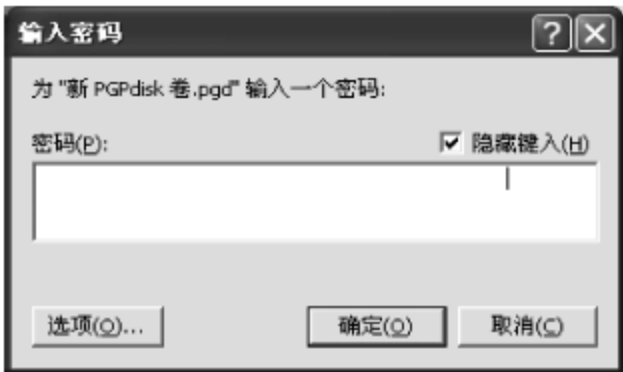 输入密码
为 "新 PGPdisk 卷.pgd" 输入一个密码:
密码(P): 隐藏键入(H)
选项(O)... 确定(O) 取消(C)